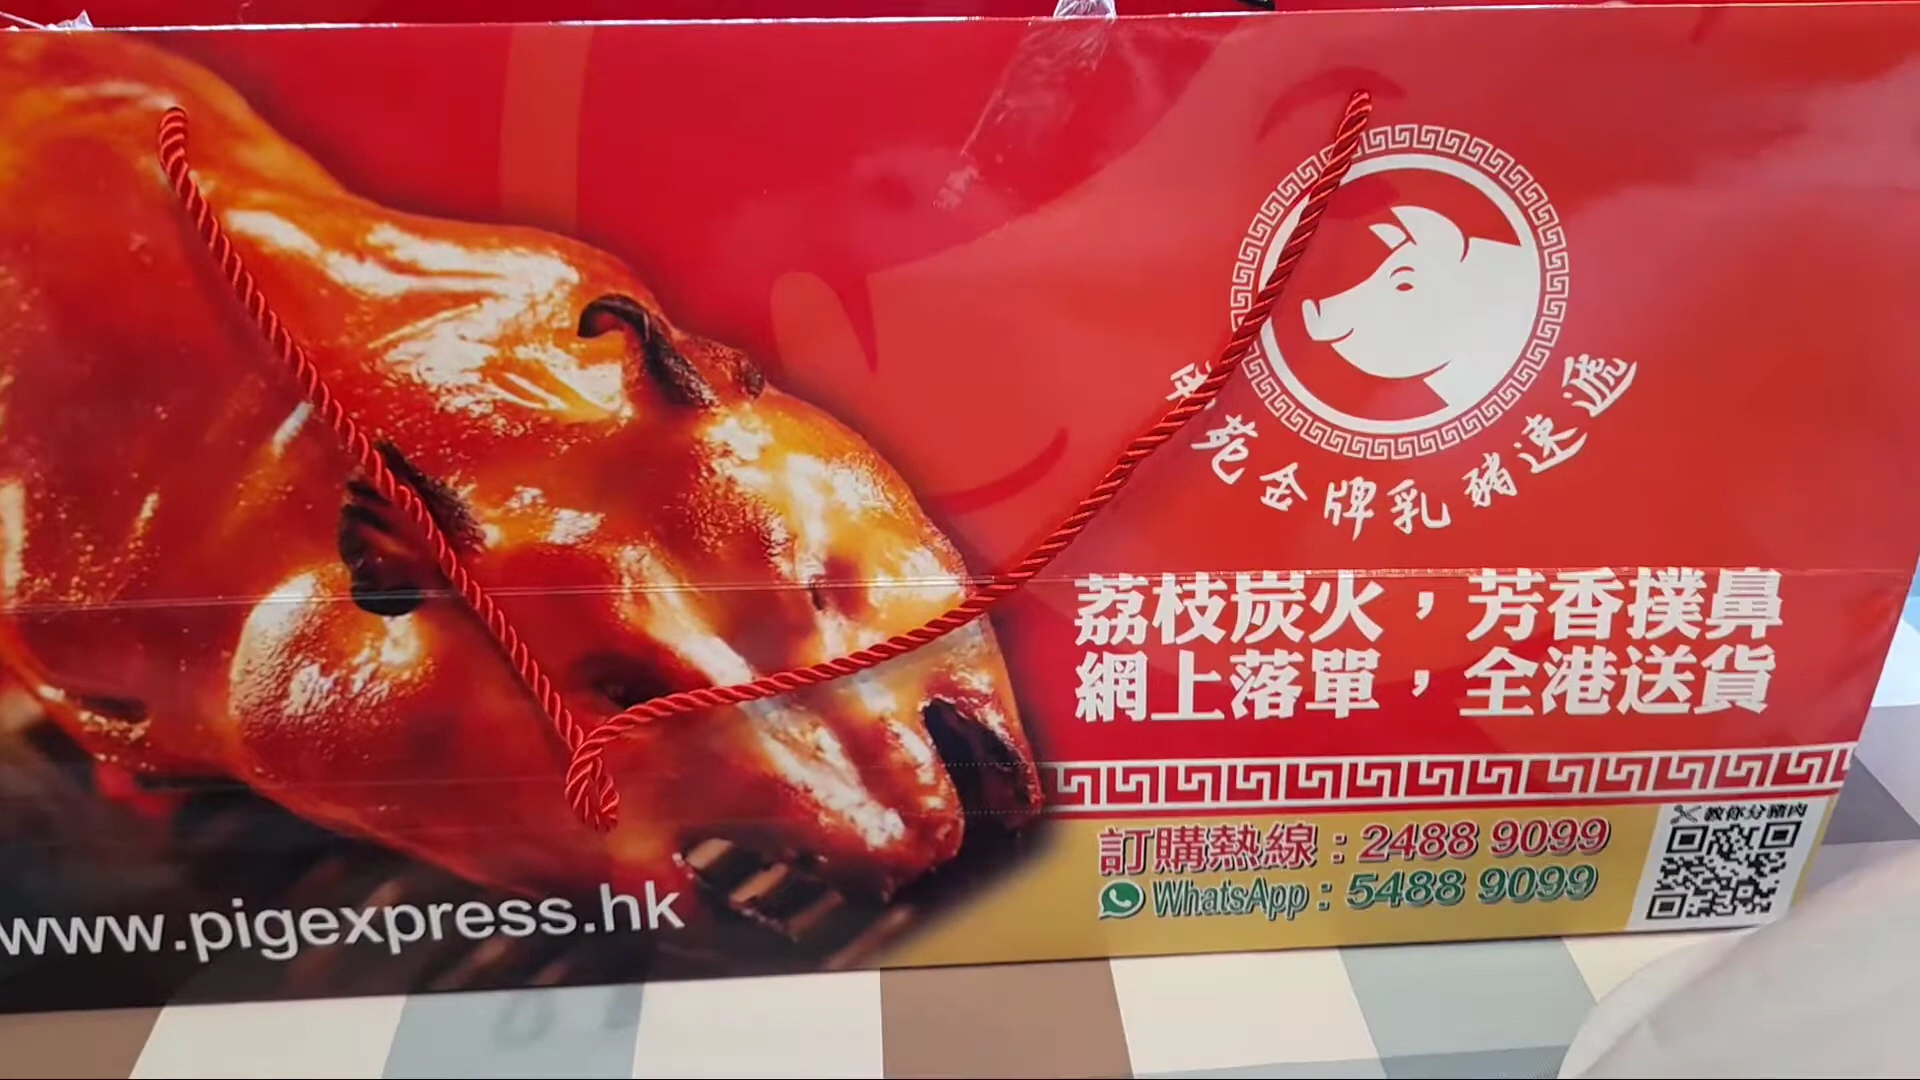 苑金牌乳豬速遞
荔枝炭火，芳香撲鼻
網上落單，全港送貨
訂購熱線：2488 9099
WhatsApp：5488 9099
教你分豬肉
www.pigexpress.hk